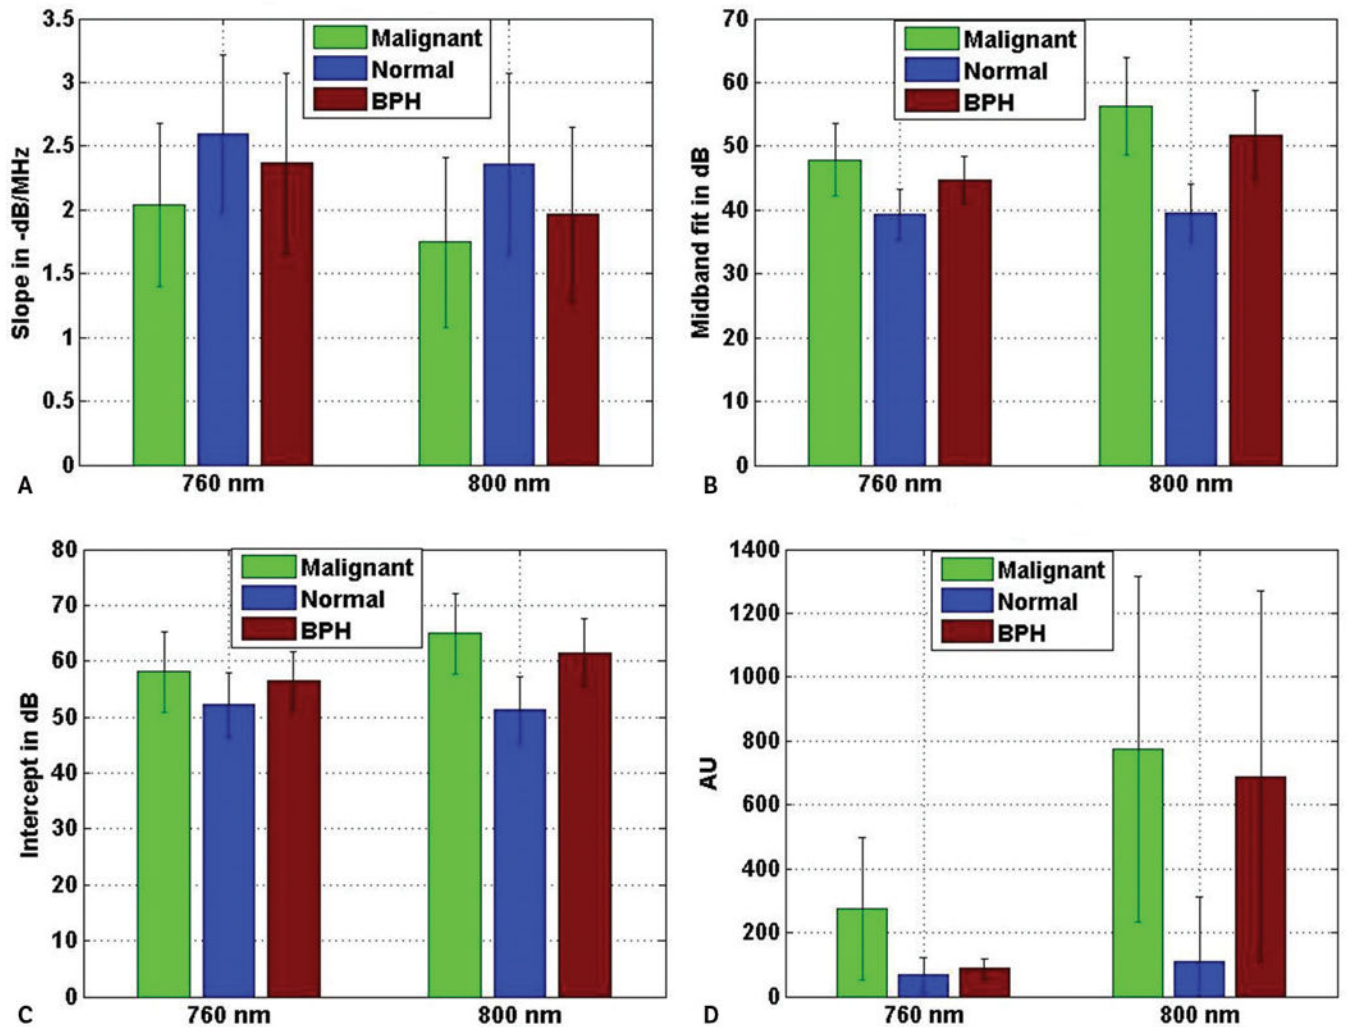 3.5
3
2.5
2
1.5
1
0.5
0
Slope in -dB/MHz
Malignant
Normal
BPH
760 nm
800 nm
A
70
60
50
40
30
20
10
0
Midband fit in dB
Malignant
Normal
BPH
760 nm
800 nm
B
80
70
60
50
40
30
20
10
0
Intercept in dB
Malignant
Normal
BPH
760 nm
800 nm
C
1400
1200
1000
800
600
400
200
0
AU
Malignant
Normal
BPH
760 nm
800 nm
D